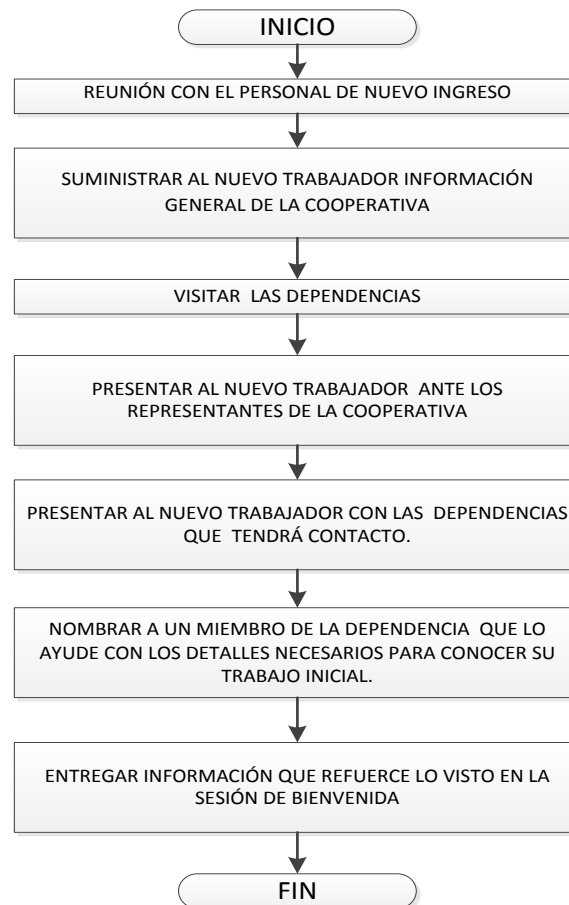 INICIO
REUNIÓN CON EL PERSONAL DE NUEVO INGRESO
SUMINISTRAR AL NUEVO TRABAJADOR INFORMACIÓN
GENERAL DE LA COOPERATIVA
VISITAR LAS DEPENDENCIAS
PRESENTAR AL NUEVO TRABAJADOR ANTE LOS
REPRESENTANTES DE LA COOPERATIVA
PRESENTAR AL NUEVO TRABAJADOR CON LAS DEPENDENCIAS
QUE TENDRÁ CONTACTO.
NOMBRAR A UN MIEMBRO DE LA DEPENDENCIA QUE LO
AYUDE CON LOS DETALLES NECESARIOS PARA CONOCER SU
TRABAJO INICIAL.
ENTREGAR INFORMACIÓN QUE REFUERCE LO VISTO EN LA
SESIÓN DE BIENVENIDA
FIN